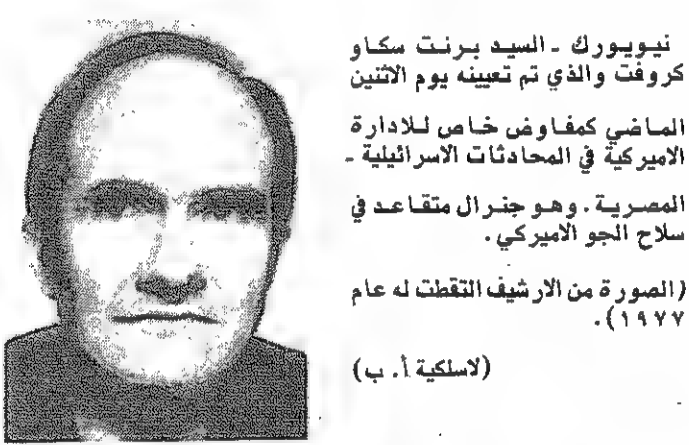 نيويورك - السيد برنت سكاو
كروفت والذي تم تعيينه يوم الاثنين
الماضي كمفاوض خاص للادارة
الاميركية في المحادثات الاسرائيلية -
المصرية . وهو جنرال متقاعد في
سلاح الجو الاميركي .
(الصورة من الارشيف التقطت له عام
١٩٧٧).
(لاسلكية أ. ب)